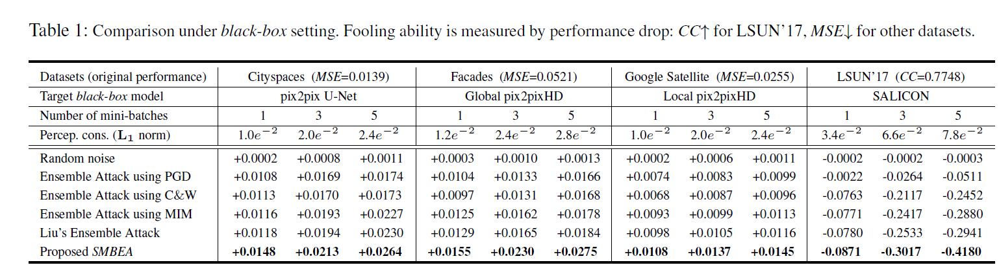 Table 1: Comparison under black-box setting. Fooling ability is measured by performance drop: CC↑ for LSUN'17, MSE↓ for other datasets.
Datasets (original performance) Cityspaces (MSE=0.0139) Facades (MSE=0.0521) Google Satellite (MSE=0.0255) LSUN'17 (CC=0.7748)
Target black-box model pix2pix U-Net Global pix2pixHD Local pix2pixHD SALICON
Number of mini-batches 1 3 5 1 3 5 1 3 5 1 3 5
Percep. cons. (L₁ norm) 1.0e⁻² 2.0e⁻² 2.4e⁻² 1.2e⁻² 2.4e⁻² 2.8e⁻² 1.0e⁻² 2.0e⁻² 2.4e⁻² 3.4e⁻² 6.6e⁻² 7.8e⁻²
Random noise +0.0002 +0.0008 +0.0011 +0.0003 +0.0010 +0.0013 +0.0002 +0.0006 +0.0011 -0.0002 -0.0002 -0.0003
Ensemble Attack using PGD +0.0108 +0.0169 +0.0174 +0.0104 +0.0133 +0.0166 +0.0074 +0.0083 +0.0099 -0.0022 -0.0264 -0.0511
Ensemble Attack using C&W +0.0113 +0.0170 +0.0173 +0.0097 +0.0131 +0.0168 +0.0068 +0.0087 +0.0096 -0.0763 -0.2117 -0.2452
Ensemble Attack using MIM +0.0116 +0.0193 +0.0227 +0.0125 +0.0162 +0.0178 +0.0093 +0.0099 +0.0113 -0.0771 -0.2417 -0.2880
Liu's Ensemble Attack +0.0118 +0.0194 +0.0230 +0.0129 +0.0165 +0.0184 +0.0098 +0.0105 +0.0116 -0.0780 -0.2533 -0.2941
Proposed SMBEA +0.0148 +0.0213 +0.0264 +0.0155 +0.0230 +0.0275 +0.0108 +0.0137 +0.0145 -0.0871 -0.3017 -0.4180